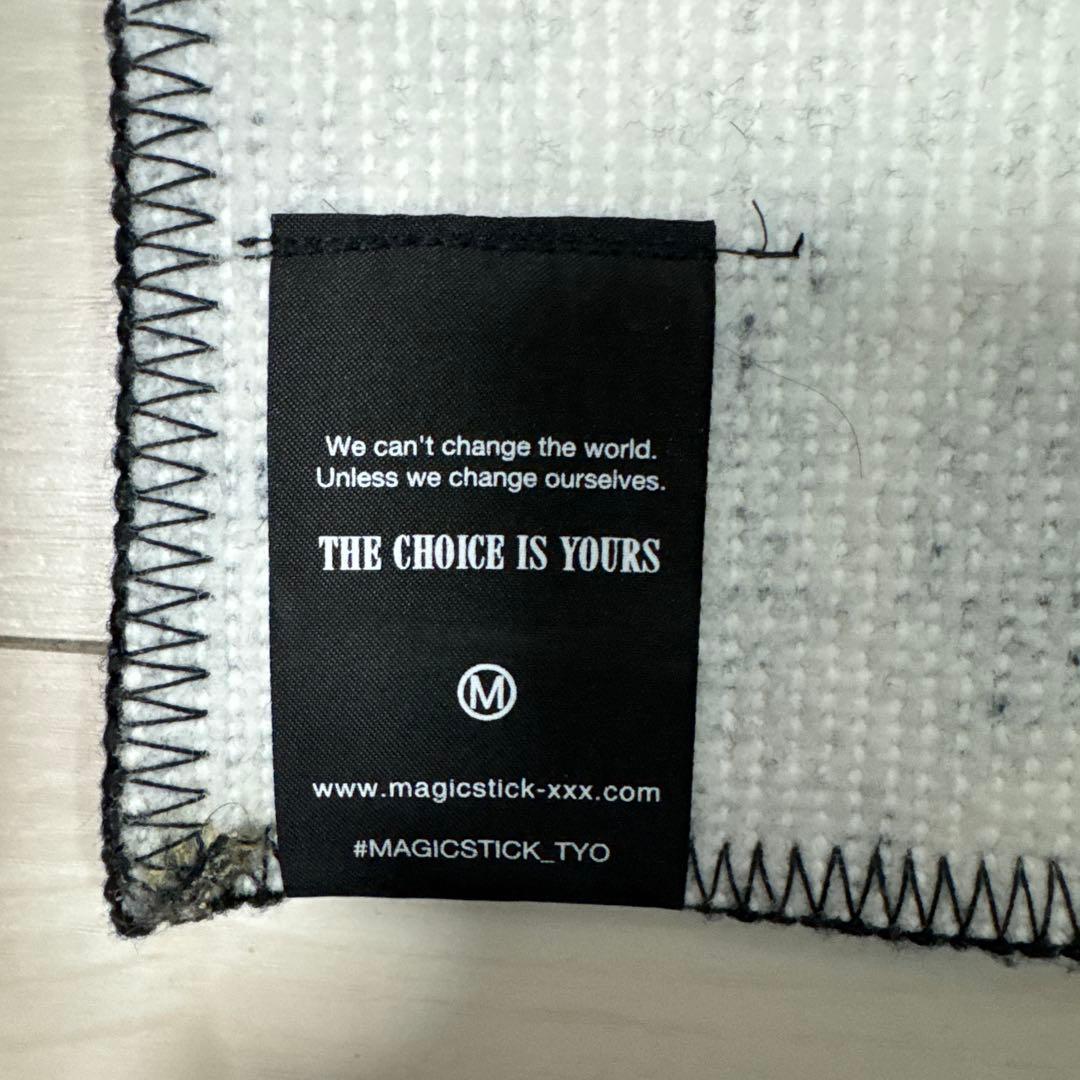 We can't change the world.
Unless we change ourselves.
THE CHOICE IS YOURS
M
www.magicstick-xxx.com
#MAGICSTICK_TYO